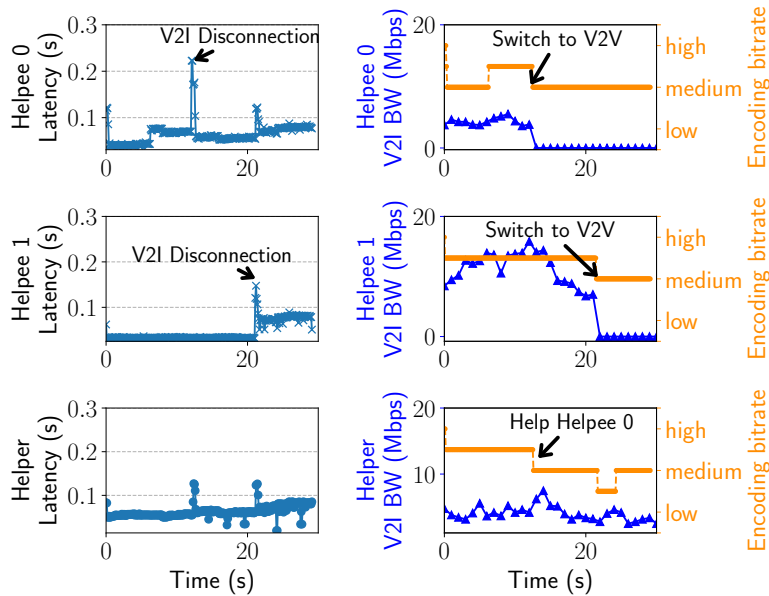 Helpee 0
Latency (s)
0.3
0.2
0.1
0
20
V2I Disconnection
Helpee 0
V2I BW (Mbps)
20
0
0
20
Switch to V2V
high
medium
low
Encoding bitrate
Helpee 1
Latency (s)
0.3
0.2
0.1
0
20
V2I Disconnection
Helpee 1
V2I BW (Mbps)
20
0
0
20
Switch to V2V
high
medium
low
Encoding bitrate
Helper
Latency (s)
0.3
0.2
0.1
0
20
Time (s)
Helper
V2I BW (Mbps)
20
10
0
20
Help Helpee 0
high
medium
low
Encoding bitrate
Time (s)